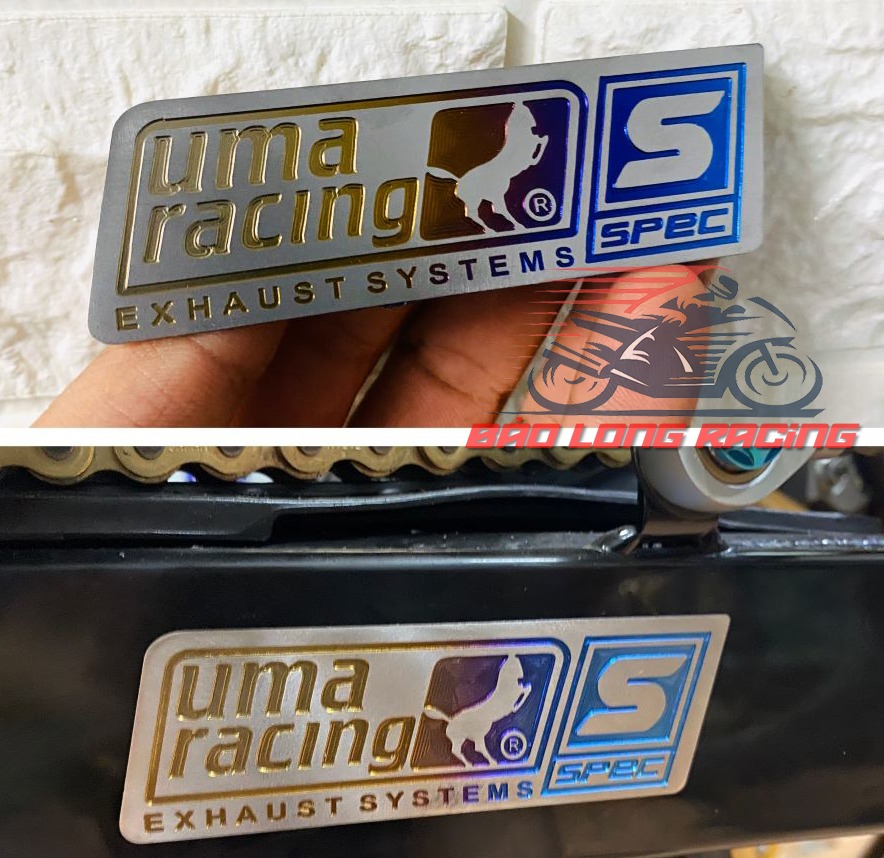 uma
racing
®
S
SPEC
EXHAUST SYSTEMS
BẢO LONG RACING
uma
racing
®
S
SPEC
EXHAUST SYSTEMS